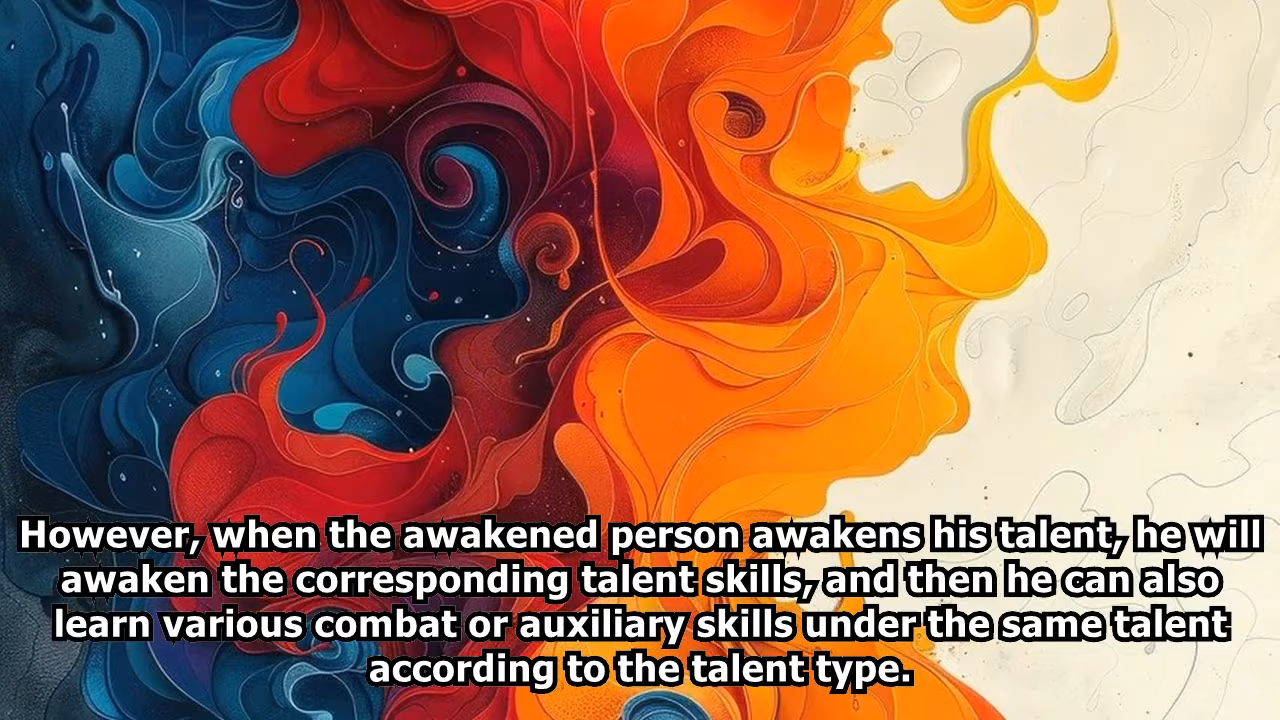 However, when the awakened person awakens his talent, he will
awaken the corresponding talent skills, and then he can also
learn various combat or auxiliary skills under the same talent
according to the talent type.